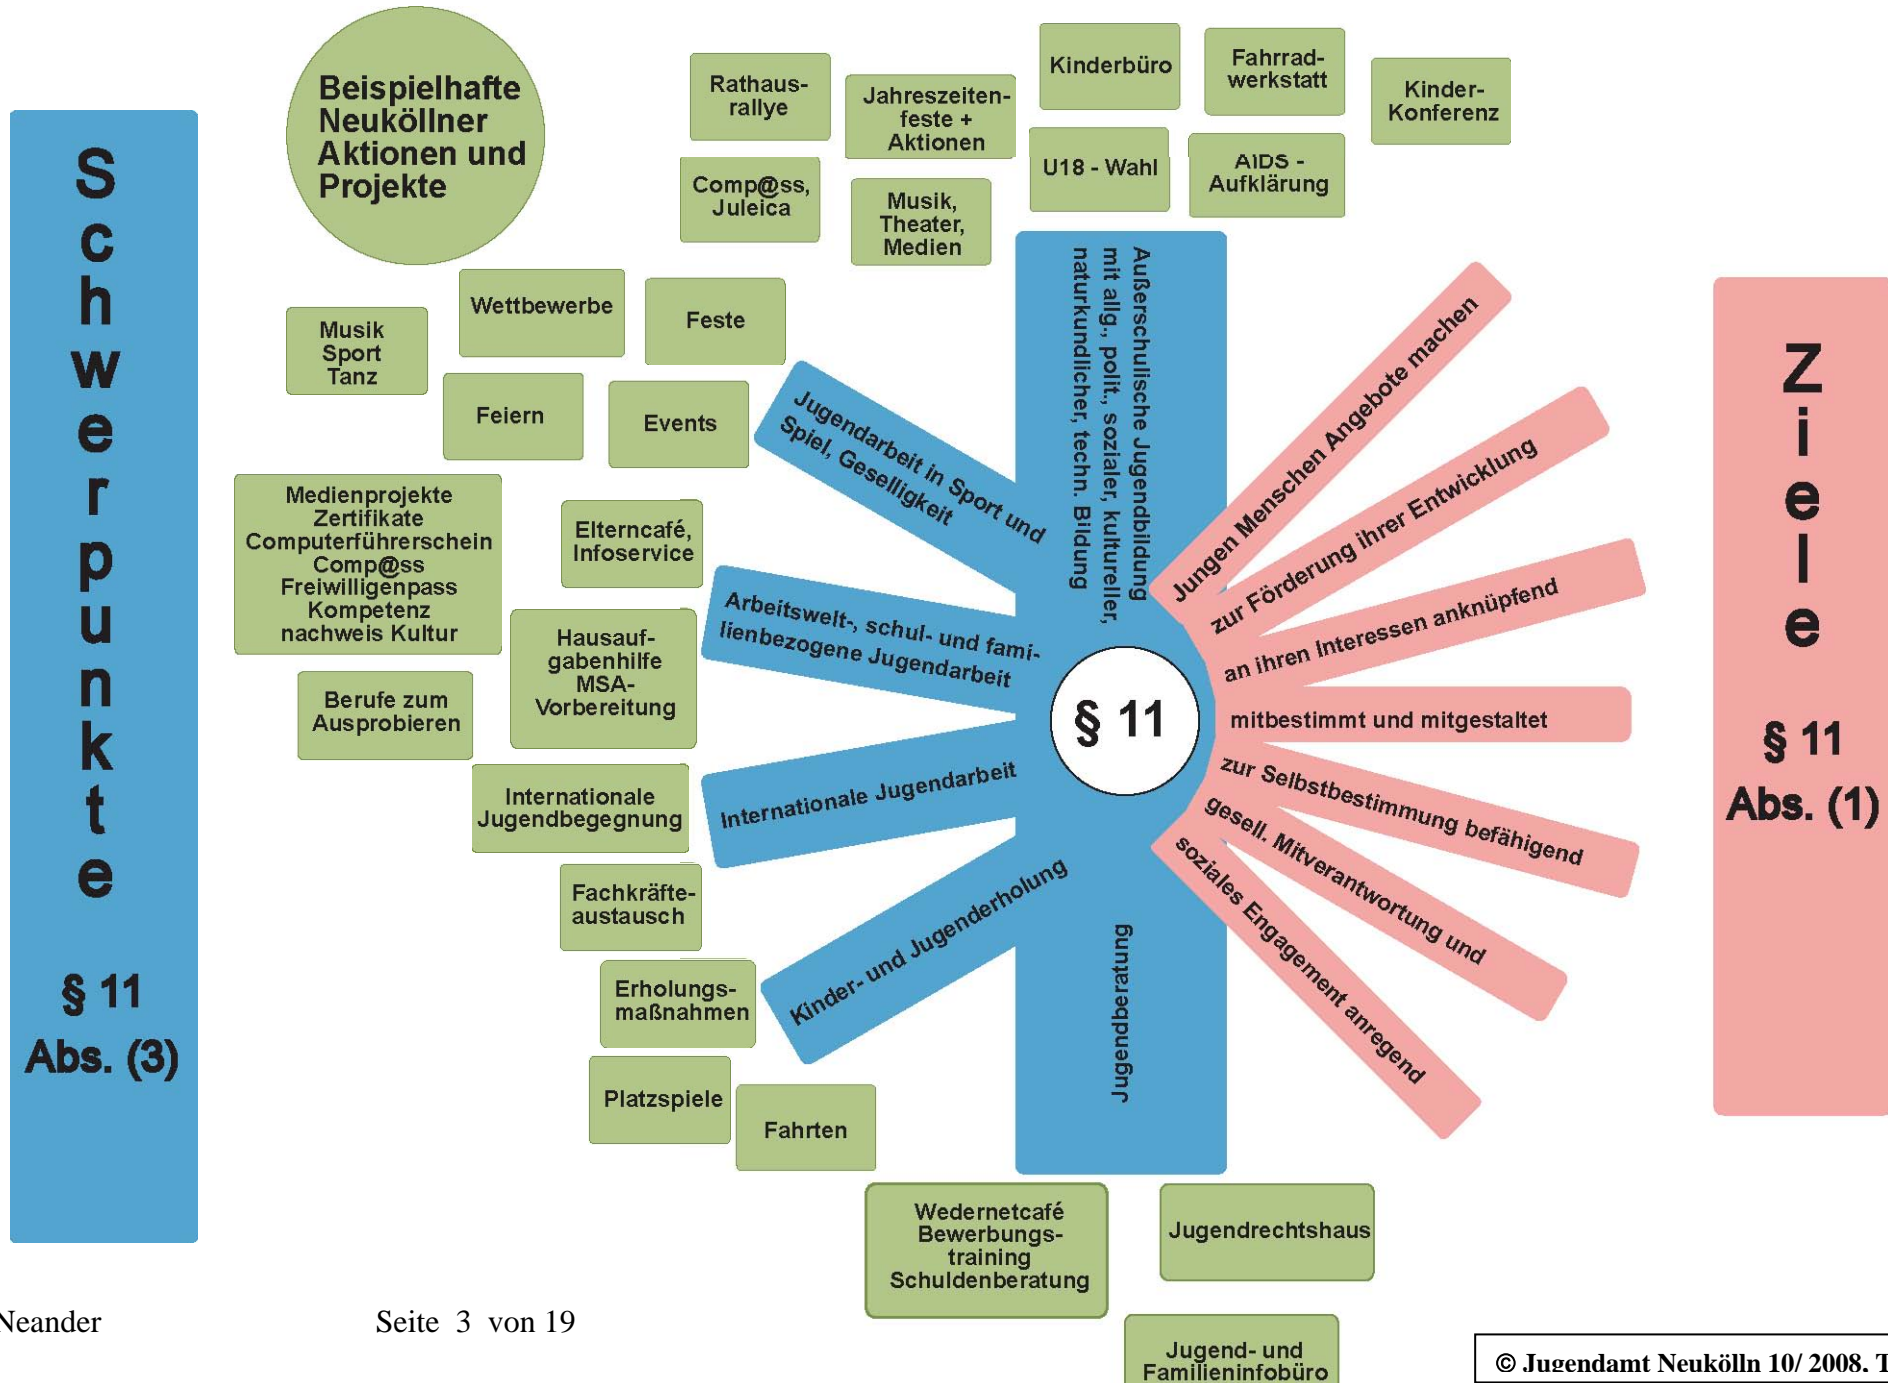 Schwerpunkte
§ 11
Abs. (3)
Beispielhafte
Neuköllner
Aktionen und
Projekte
Rathaus-
rallye
Jahreszeiten-
feste +
Aktionen
Kinderbüro
Fahrrad-
werkstatt
Kinder-
Konferenz
Comp@ss,
Juleica
Musik,
Theater,
Medien
U18 - Wahl
AIDS -
Aufklärung
Musik
Sport
Tanz
Wettbewerbe
Feste
Feiern
Events
Medienprojekte
Zertifikate
Computerführerschein
Comp@ss
Freiwilligenpass
Kompetenz
nachweis Kultur
Elterncafé,
Infoservice
Hausauf-
gabenhilfe
MSA-
Vorbereitung
Berufe zum
Ausprobieren
Internationale
Jugendbegegnung
Fachkräfte-
austausch
Erholungs-
maßnahmen
Platzspiele
Fahrten
Wedernetcafé
Bewerbungs-
training
Schuldenberatung
Jugendrechtshaus
Jugend- und
Familieninfobüro
Außerschulische Jugendbildung
mit allg., polit., sozialer, kultureller,
naturkundlicher, techn. Bildung
Jugendarbeit in Sport und
Spiel, Geselligkeit
Arbeitswelt-, schul- und fami-
lienbezogene Jugendarbeit
Internationale Jugendarbeit
Kinder- und Jugenderholung
Jugendberatung
§ 11
Jungen Menschen Angebote machen
zur Förderung ihrer Entwicklung
an ihren Interessen anknüpfend
mitbestimmt und mitgestaltet
zur Selbstbestimmung befähigend
gesell. Mitverantwortung und
soziales Engagement anregend
Ziele
§ 11
Abs. (1)
Neander
Seite 3 von 19
© Jugendamt Neukölln 10/ 2008, T